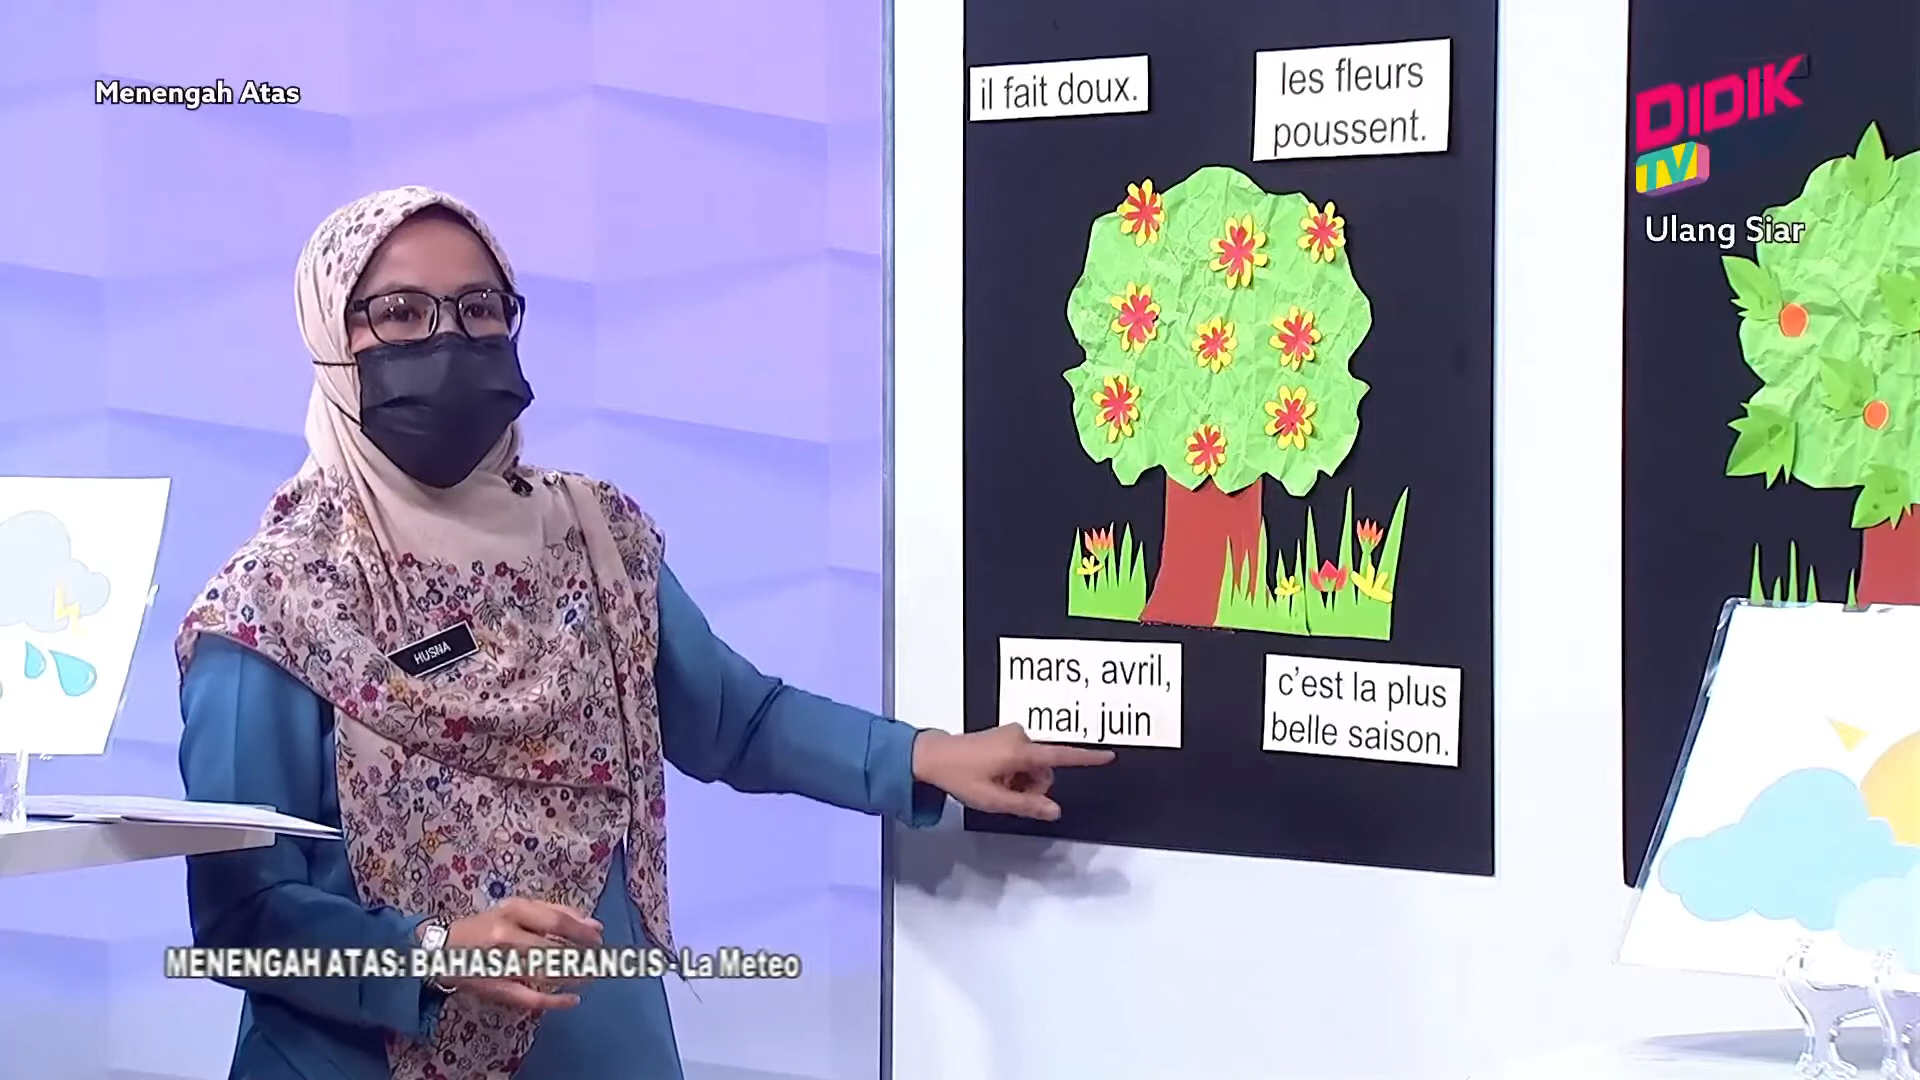 Menengah Atas
il fait doux.
les fleurs
poussent.
DIDIK
TV
Ulang Siar
HUSNA
mars, avril,
mai, juin
c'est la plus
belle saison.
MENENGAH ATAS: BAHASA PERANCIS - La Meteo